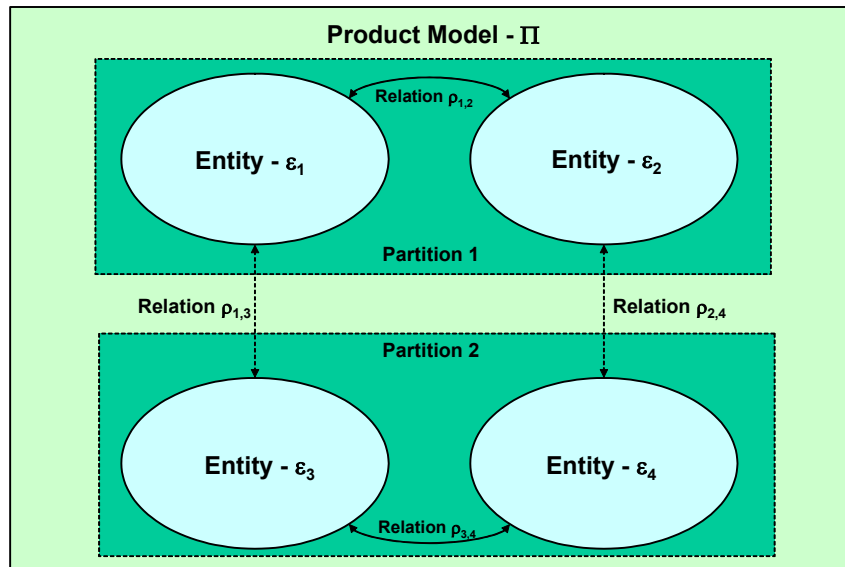 Product Model - Π
Relation ρ1,2
Entity - ε1
Entity - ε2
Partition 1
Relation ρ1,3
Relation ρ2,4
Partition 2
Entity - ε3
Entity - ε4
Relation ρ3,4